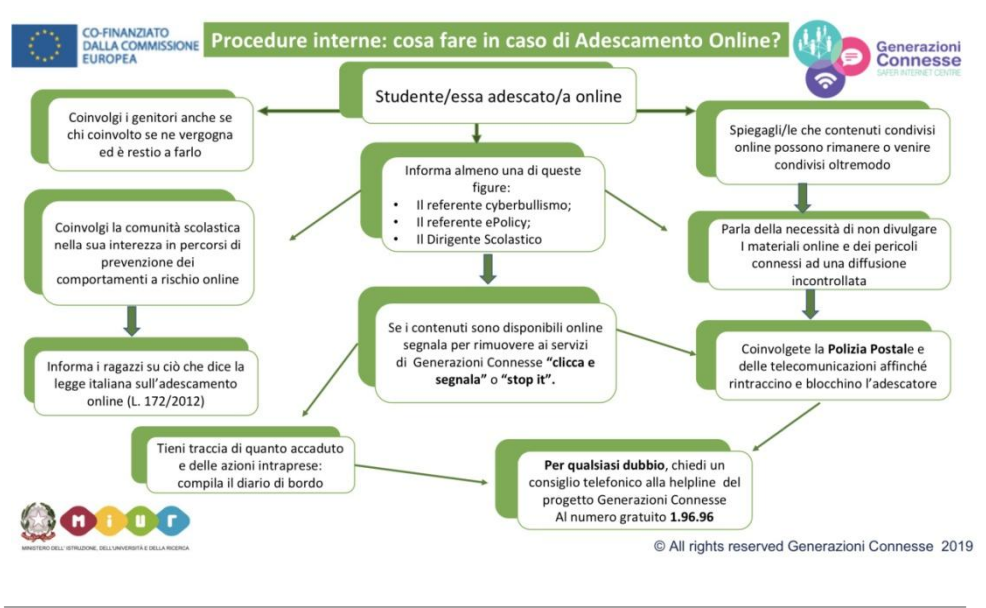 CO-FINANZIATO
DALLA COMMISSIONE
EUROPEA
Procedure interne: cosa fare in caso di Adescamento Online?
Generazioni
Connesse
SAFER INTERNET CENTRE
Studente/essa adescato/a online
Coinvolgi i genitori anche se
chi coinvolto se ne vergogna
ed è restio a farlo
Informa almeno una di queste
figure:
• Il referente cyberbullismo;
• Il referente ePolicy;
• Il Dirigente Scolastico
Spiegagli/le che contenuti condivisi
online possono rimanere o venire
condivisi oltremodo
Coinvolgi la comunità scolastica
nella sua interezza in percorsi di
prevenzione dei
comportamenti a rischio online
Parla della necessità di non divulgare
I materiali online e dei pericoli
connessi ad una diffusione
incontrollata
Se i contenuti sono disponibili online
segnala per rimuovere ai servizi
di Generazioni Connesse “clicca e
segnala” o “stop it”.
Informa i ragazzi su ciò che dice la
legge italiana sull’adescamento
online (L. 172/2012)
Coinvolgete la Polizia Postale e
delle telecomunicazioni affinché
rintraccino e blocchino l’adescatore
Tieni traccia di quanto accaduto
e delle azioni intraprese:
compila il diario di bordo
Per qualsiasi dubbio, chiedi un
consiglio telefonico alla helpline del
progetto Generazioni Connesse
Al numero gratuito 1.96.96
miur
MINISTERO DELL’ISTRUZIONE, DELL’UNIVERSITÀ E DELLA RICERCA
© All rights reserved Generazioni Connesse 2019